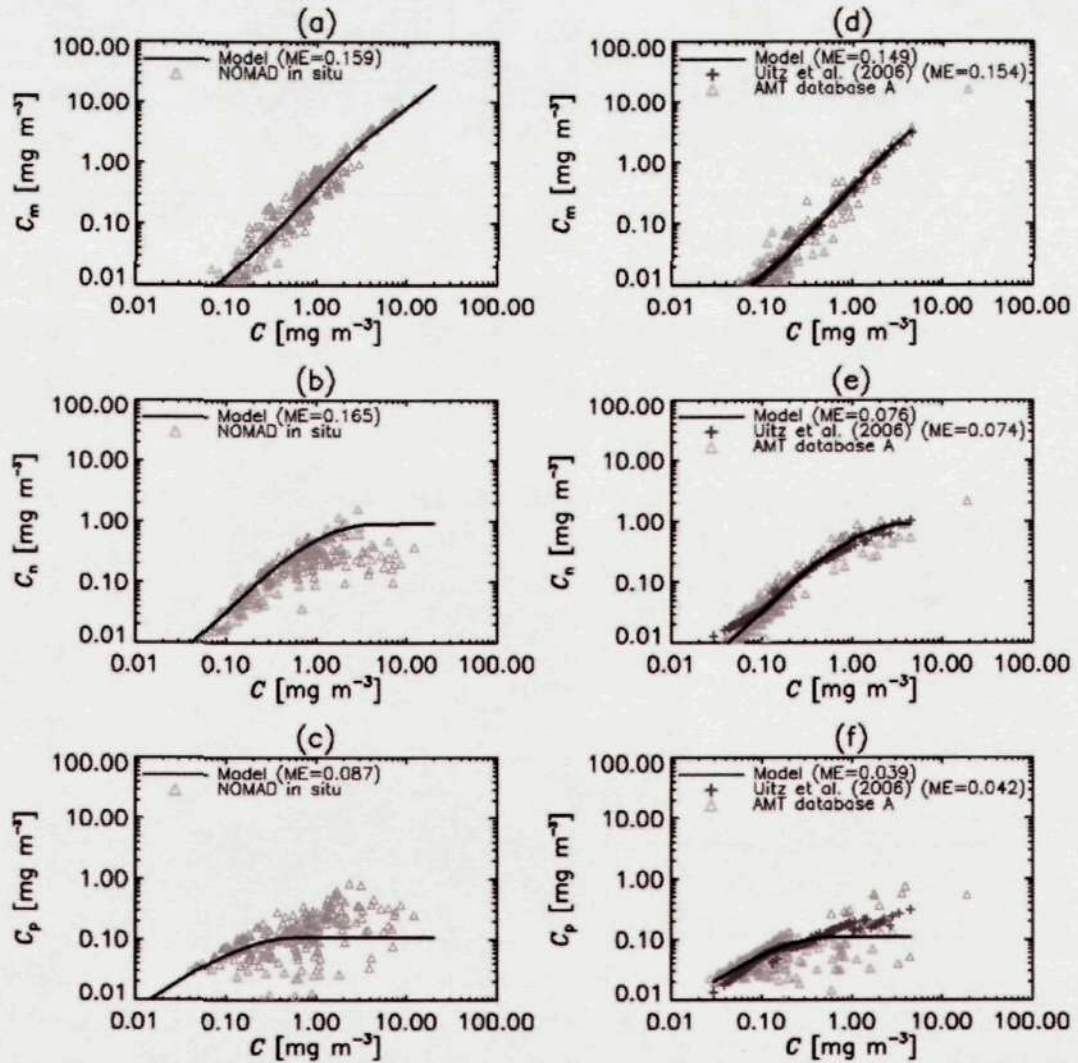 (a)
100.00
10.00
1.00
0.10
0.01
C_m [mg m⁻³]
Model (ME=0.159)
NOMAD in situ
0.01 0.10 1.00 10.00 100.00
C [mg m⁻³]
(d)
100.00
10.00
1.00
0.10
0.01
C_m [mg m⁻³]
Model (ME=0.149)
Uitz et al. (2006) (ME=0.154)
AMT database A
0.01 0.10 1.00 10.00 100.00
C [mg m⁻³]
(b)
100.00
10.00
1.00
0.10
0.01
C_n [mg m⁻³]
Model (ME=0.165)
NOMAD in situ
0.01 0.10 1.00 10.00 100.00
C [mg m⁻³]
(e)
100.00
10.00
1.00
0.10
0.01
C_n [mg m⁻³]
Model (ME=0.076)
Uitz et al. (2006) (ME=0.074)
AMT database A
0.01 0.10 1.00 10.00 100.00
C [mg m⁻³]
(c)
100.00
10.00
1.00
0.10
0.01
C_p [mg m⁻³]
Model (ME=0.087)
NOMAD in situ
0.01 0.10 1.00 10.00 100.00
C [mg m⁻³]
(f)
100.00
10.00
1.00
0.10
0.01
C_p [mg m⁻³]
Model (ME=0.039)
Uitz et al. (2006) (ME=0.042)
AMT database A
0.01 0.10 1.00 10.00 100.00
C [mg m⁻³]